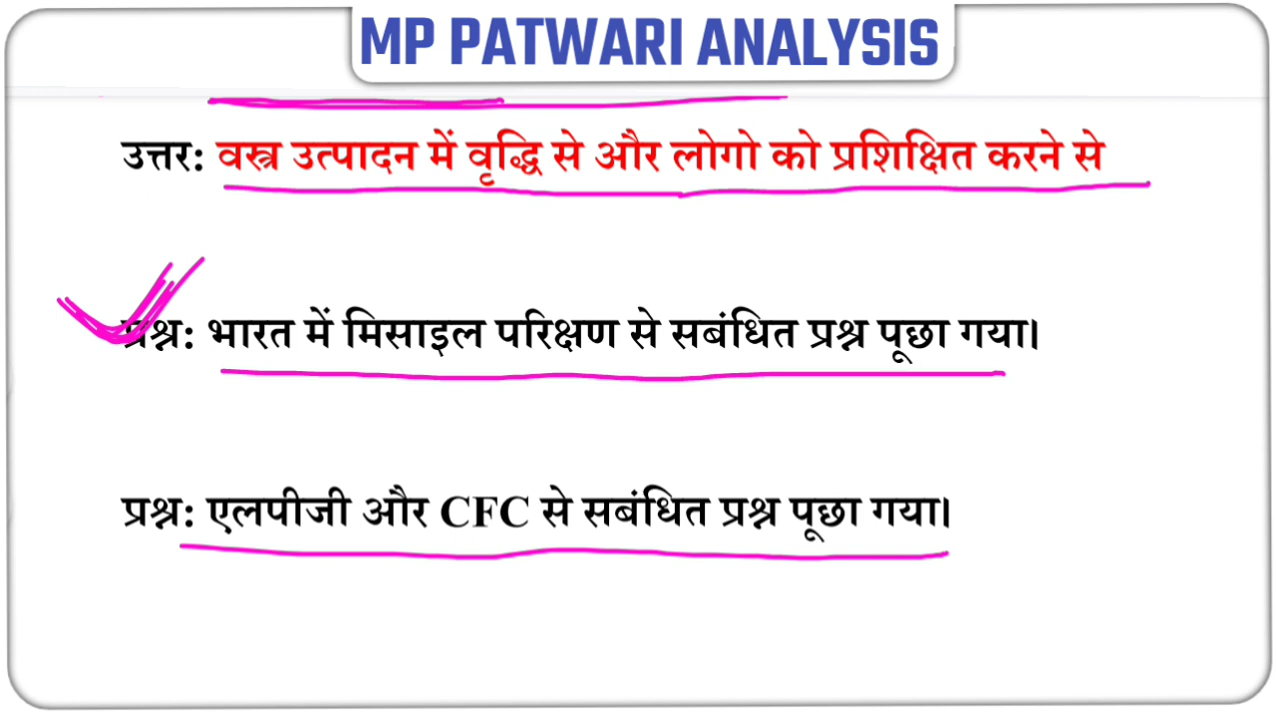 MP PATWARI ANALYSIS
उत्तर: वस्त्र उत्पादन में वृद्धि से और लोगो को प्रशिक्षित करने से
प्रश्न: भारत में मिसाइल परिक्षण से सबंधित प्रश्न पूछा गया।
प्रश्न: एलपीजी और CFC से सबंधित प्रश्न पूछा गया।